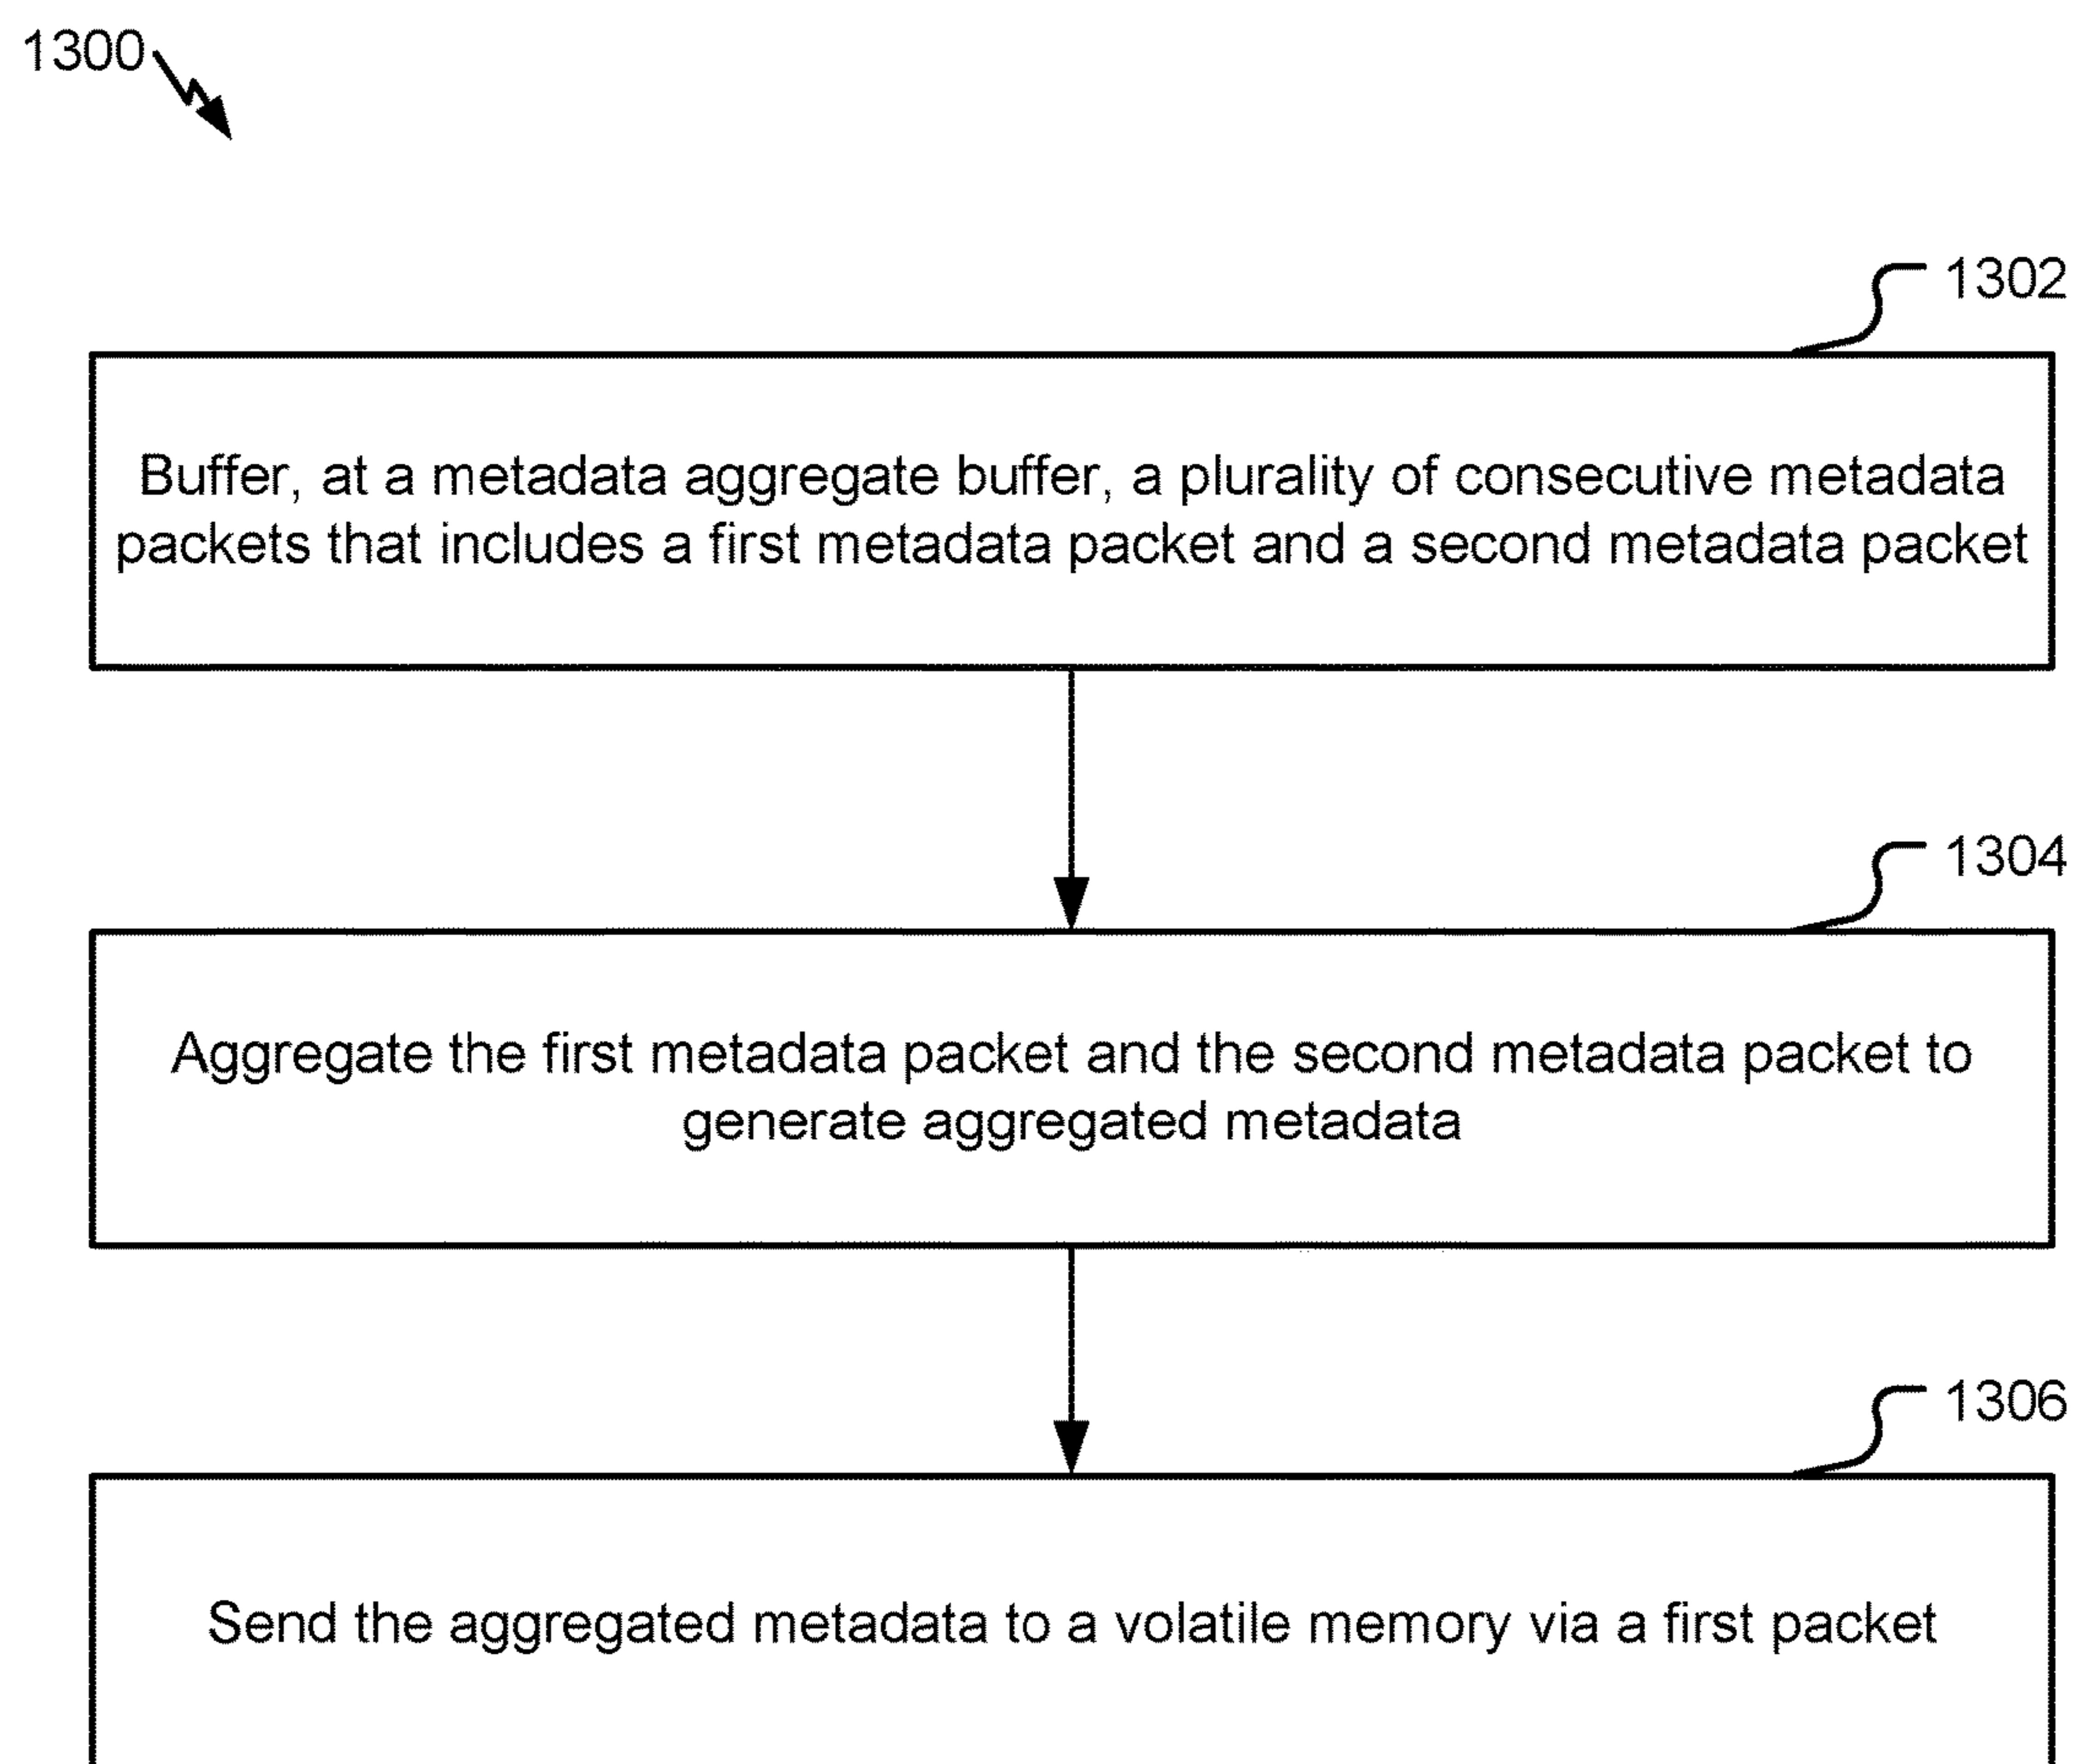 1300
1302
Buffer, at a metadata aggregate buffer, a plurality of consecutive metadata
packets that includes a first metadata packet and a second metadata packet
1304
Aggregate the first metadata packet and the second metadata packet to
generate aggregated metadata
1306
Send the aggregated metadata to a volatile memory via a first packet